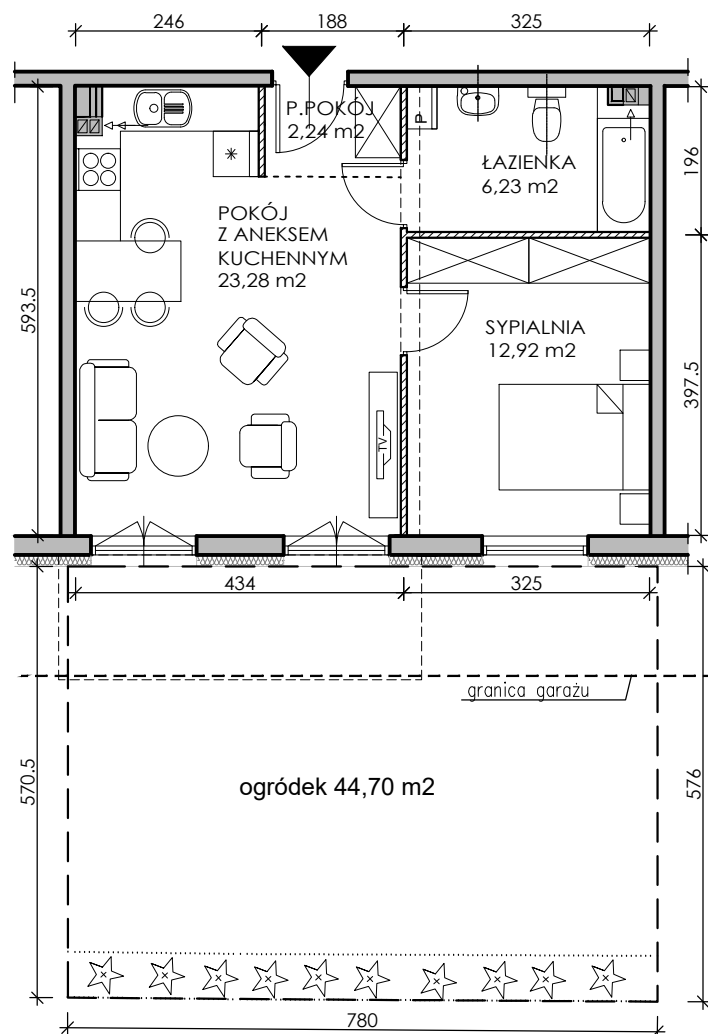 246
188
325
P.POKÓJ
2,24 m2
P
ŁAZIENKA
6,23 m2
196
POKÓJ
Z ANEKSEM
KUCHENNYM
23,28 m2
593.5
SYPIALNIA
12,92 m2
397.5
TV
434
325
granica garażu
570.5
ogródek 44,70 m2
576
780